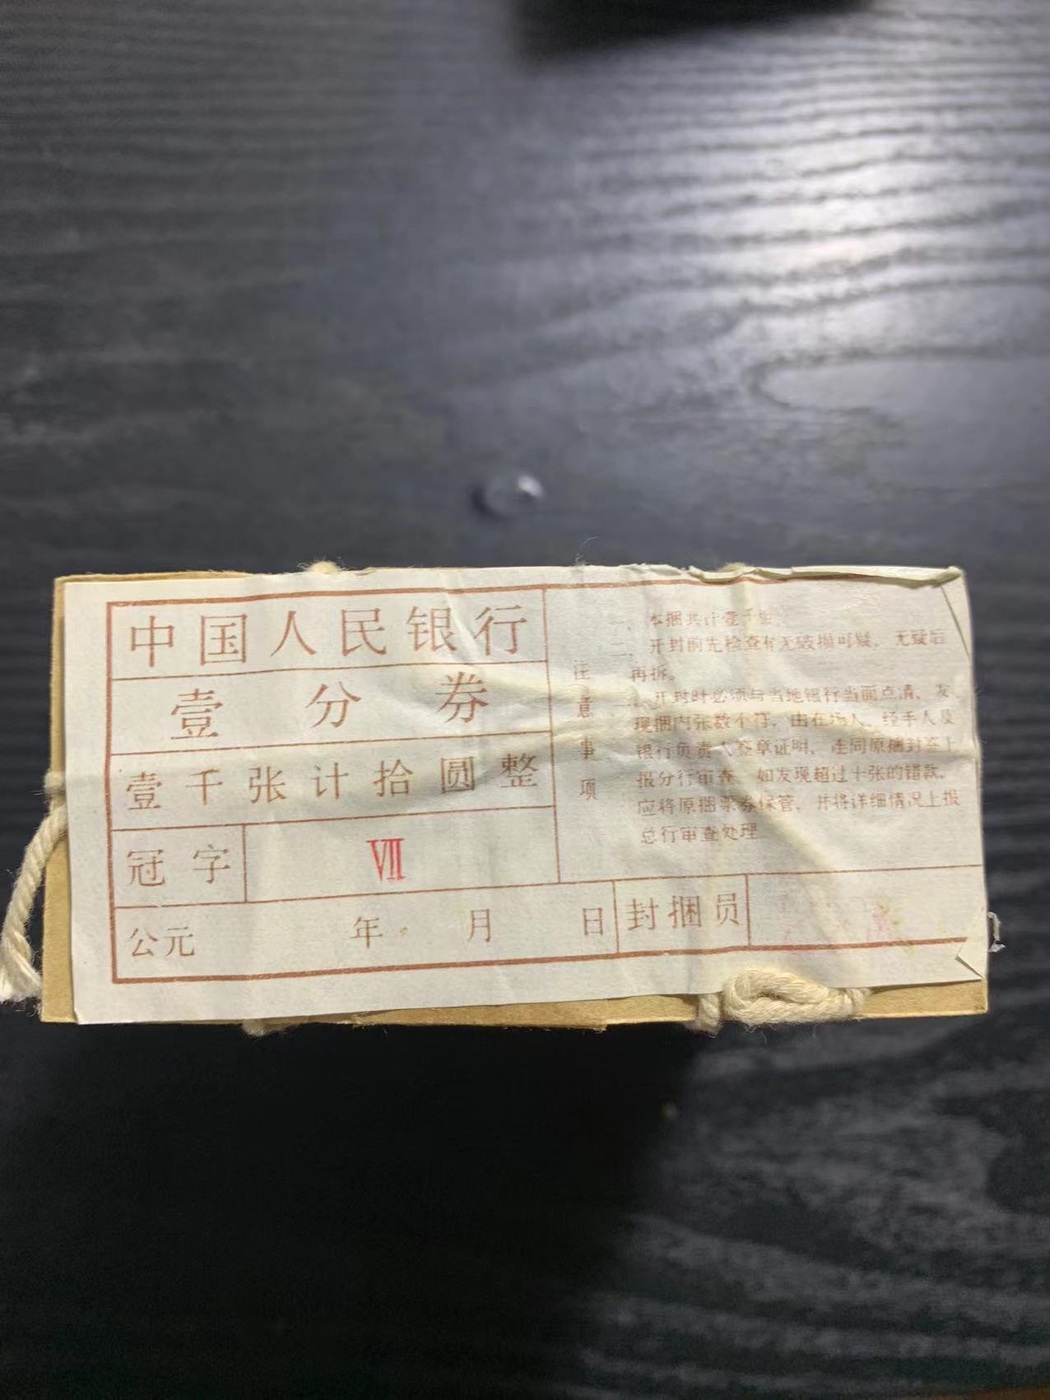 中国人民银行
壹分券
壹千张计拾圆整
冠字 Ⅶ
公元 年 月 日 封捆员
注意事项
一、本捆共计壹千张
二、开封前先检查有无破损可疑，无疑后
再拆。
三、开封时必须与当地银行当面点清，发
现捆内张数不符，由在场人、经手人及
银行负责人签章证明，连同原捆封签上
报分行审查。如发现超过十张的错款，
应将原捆票券保管，并将详细情况上报
总行审查处理